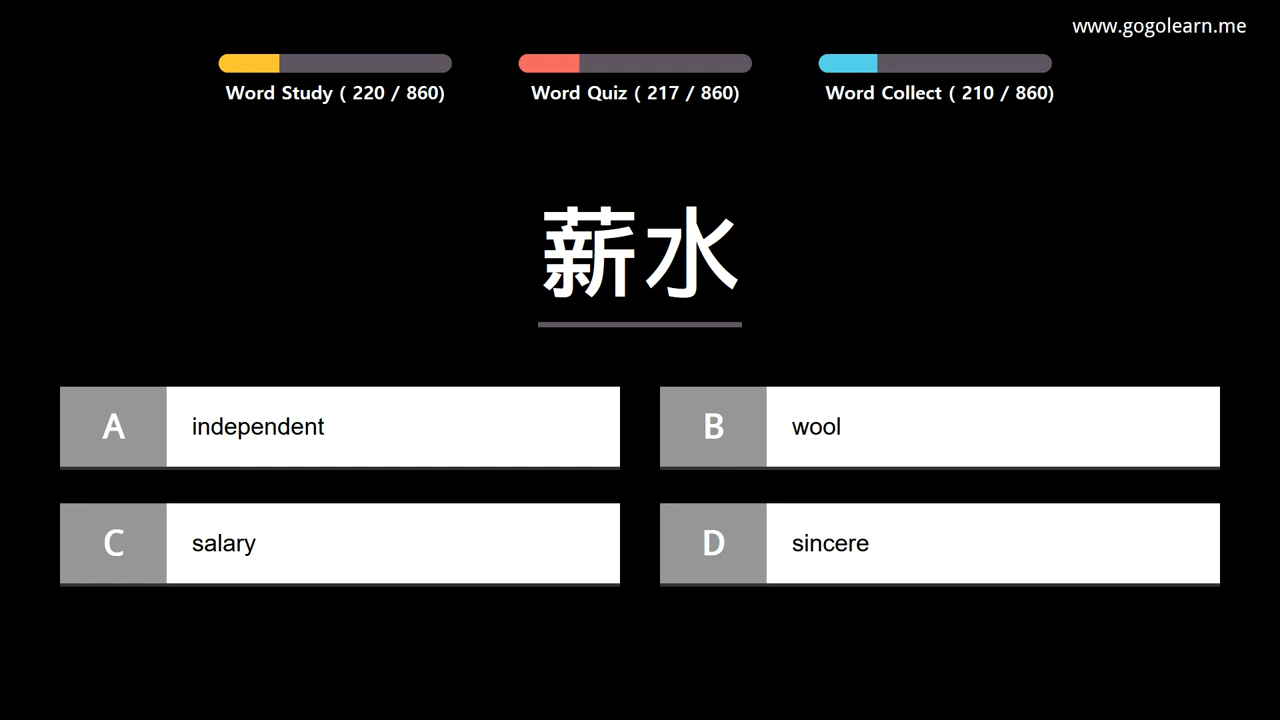 www.gogolearn.me
Word Study ( 220 / 860)
Word Quiz ( 217 / 860)
Word Collect ( 210 / 860)
薪水
A independent
B wool
C salary
D sincere